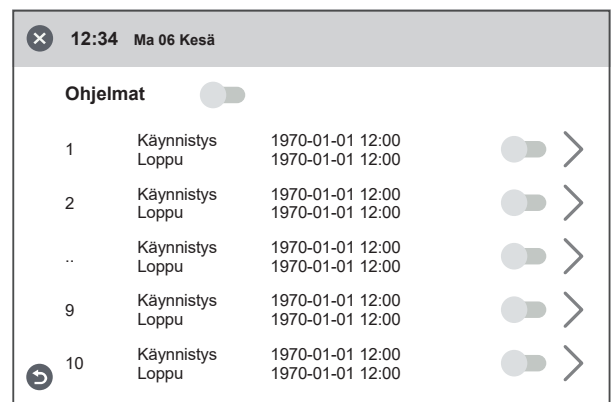 12:34 Ma 06 Kesä
Ohjelmat
1 Käynnistys 1970-01-01 12:00
Loppu 1970-01-01 12:00
2 Käynnistys 1970-01-01 12:00
Loppu 1970-01-01 12:00
.. Käynnistys 1970-01-01 12:00
Loppu 1970-01-01 12:00
9 Käynnistys 1970-01-01 12:00
Loppu 1970-01-01 12:00
10 Käynnistys 1970-01-01 12:00
Loppu 1970-01-01 12:00